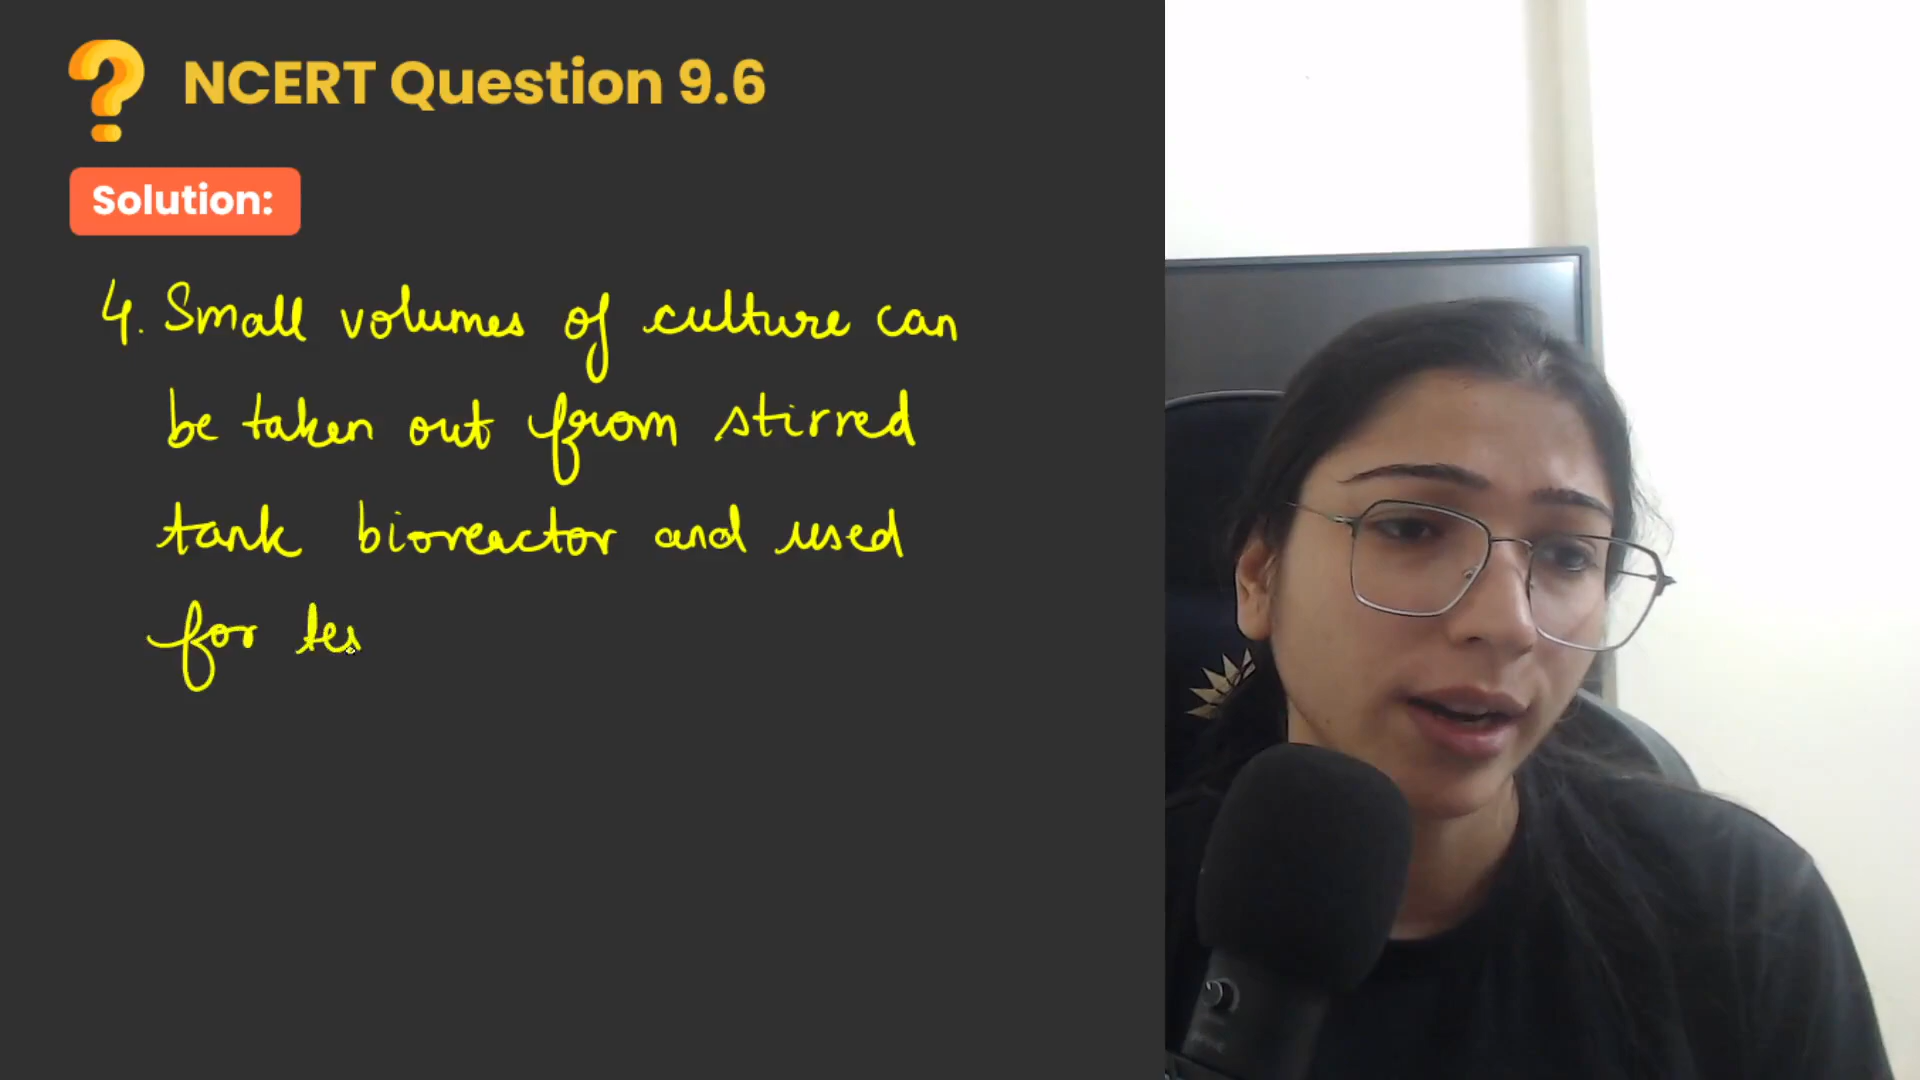 NCERT Question 9.6
Solution:
4. Small volumes of culture can
be taken out from stirred
tank bioreactor and used
for tes